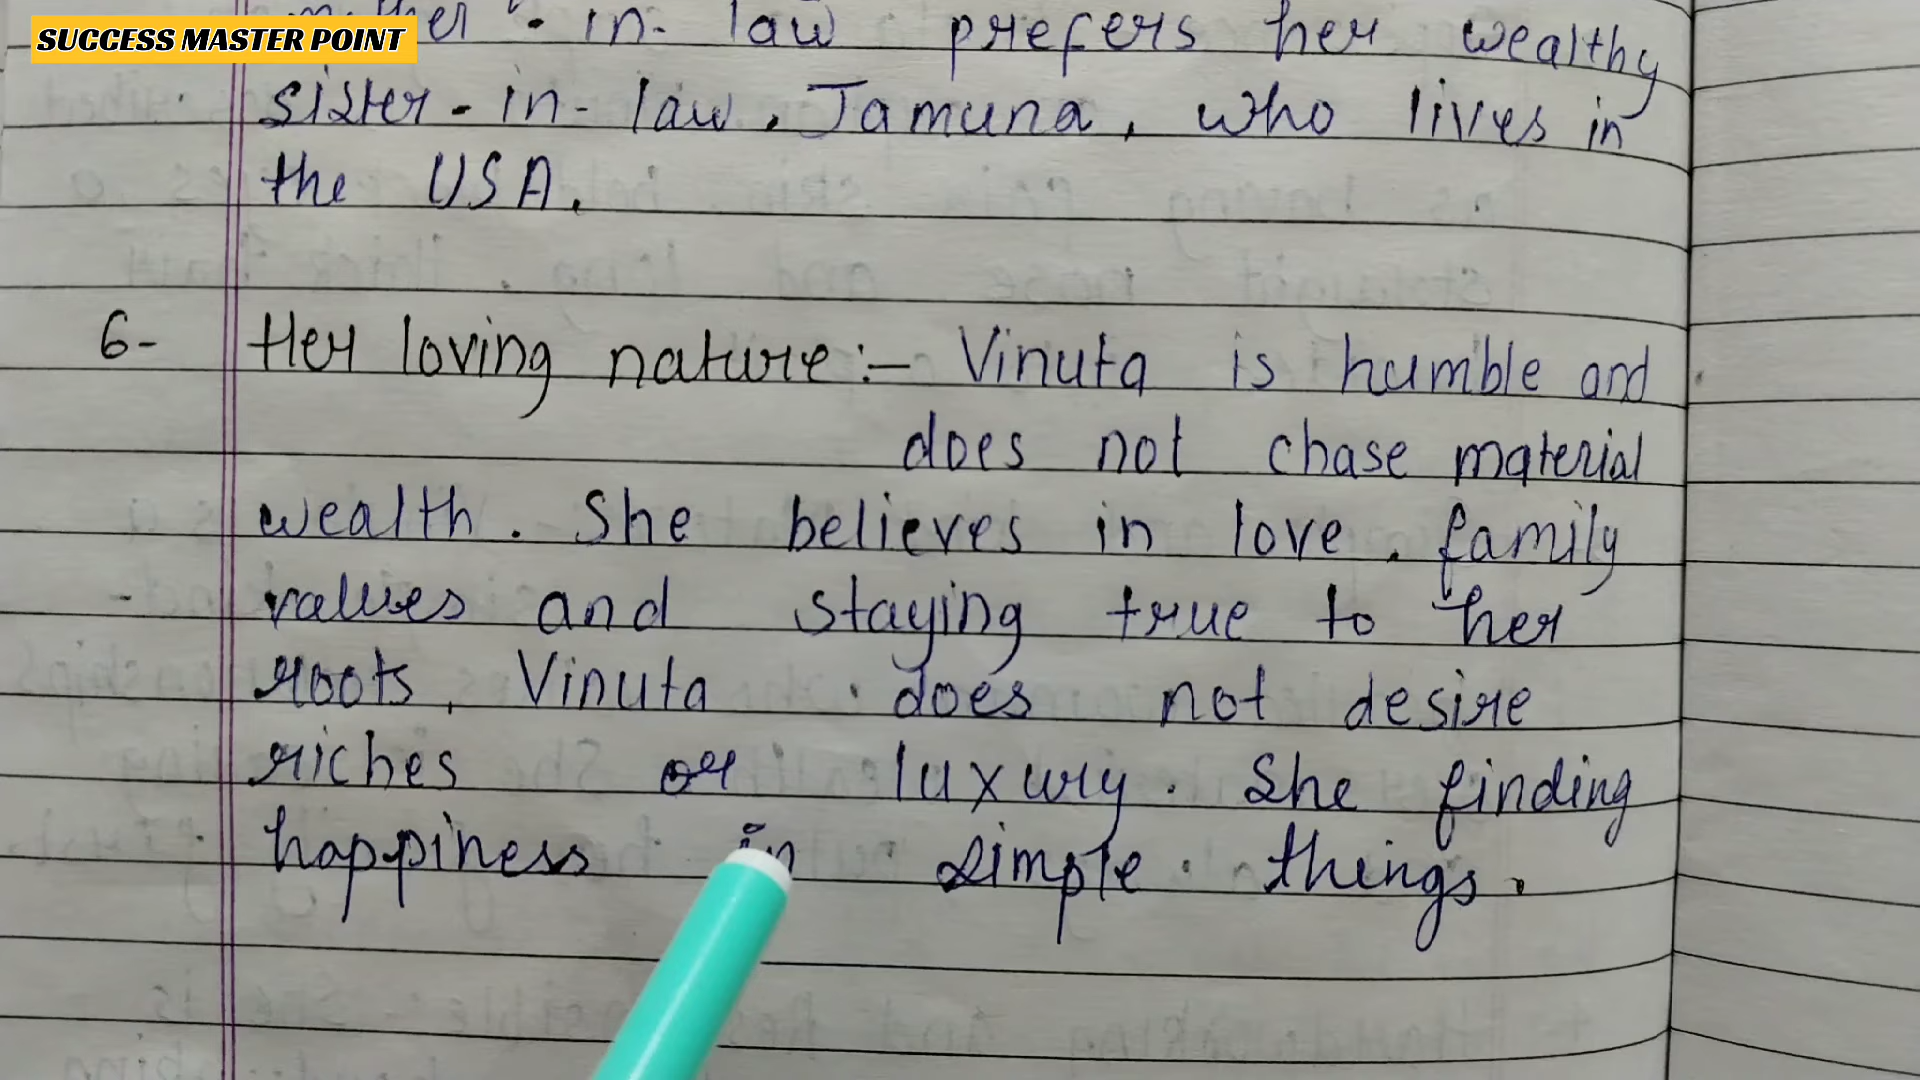 SUCCESS MASTER POINT
mother - in - law prefers her wealthy
sister - in - law, Jamuna, who lives in
the USA.
6- Her loving nature :- Vinuta is humble and
does not chase material
wealth. She believes in love, family
values and staying true to her
roots, Vinuta does not desire
riches or luxury. She finding
happiness in simple things.